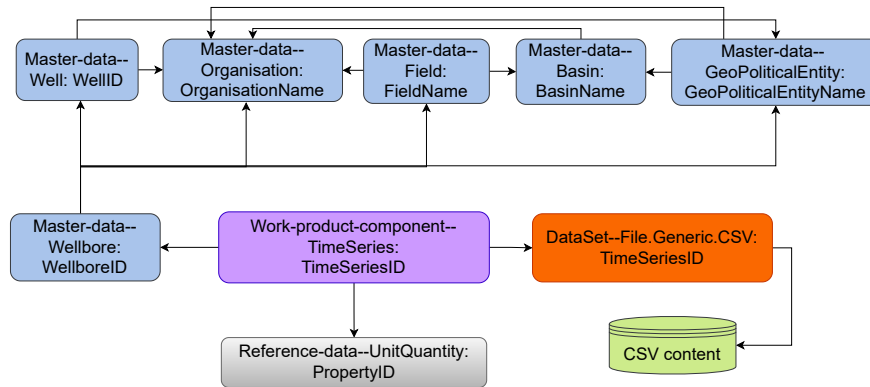 Master-data--
Well: WellID
Master-data--
Organisation:
OrganisationName
Master-data--
Field:
FieldName
Master-data--
Basin:
BasinName
Master-data--
GeoPoliticalEntity:
GeoPoliticalEntityName
Master-data--
Wellbore:
WellboreID
Work-product-component--
TimeSeries:
TimeSeriesID
DataSet--File.Generic.CSV:
TimeSeriesID
Reference-data--UnitQuantity:
PropertyID
CSV content